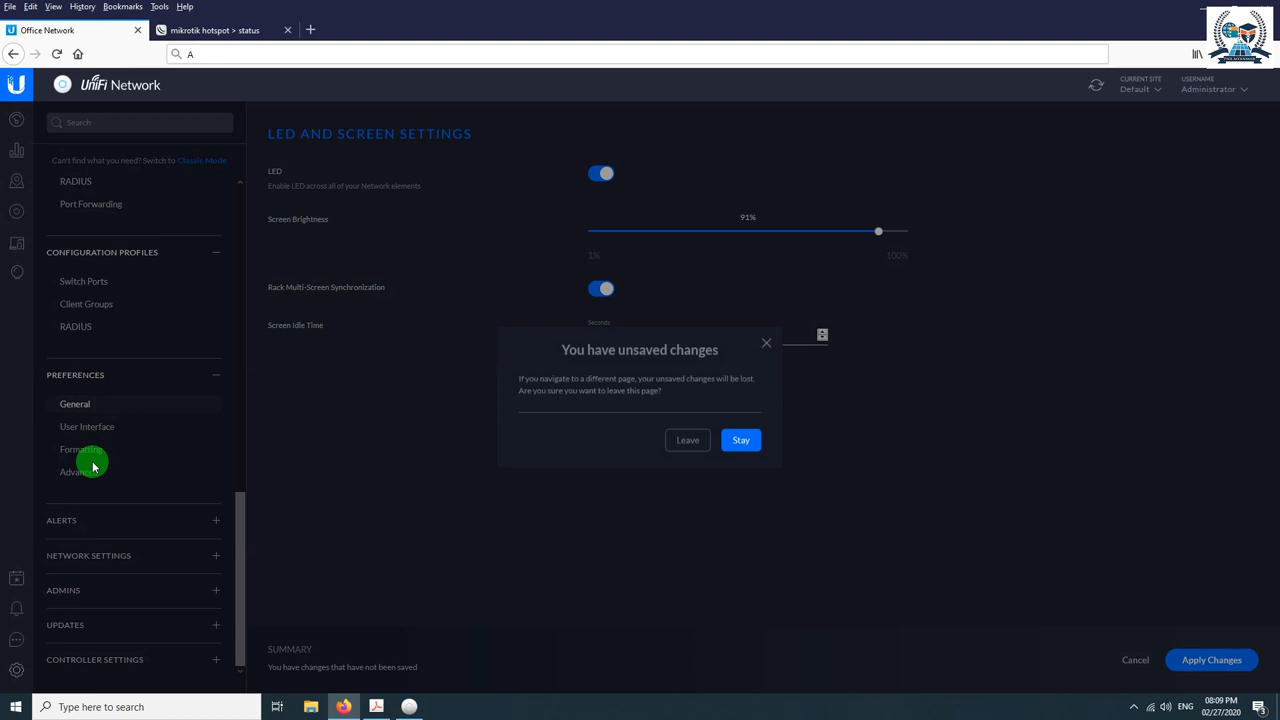 File Edit View History Bookmarks Tools Help
Office Network
mikrotik hotspot > status
A
UniFi Network
CURRENT SITE
Default
USERNAME
Administrator
Search
Can't find what you need? Switch to Classic Mode
RADIUS
Port Forwarding
CONFIGURATION PROFILES
Switch Ports
Client Groups
RADIUS
PREFERENCES
General
User Interface
Formatting
ALERTS
NETWORK SETTINGS
ADMINS
UPDATES
CONTROLLER SETTINGS
LED AND SCREEN SETTINGS
LED
Enable LED across all of your Network elements
Screen Brightness
91%
1%
100%
Rack Multi-Screen Synchronization
Screen Idle Time
Seconds
You have unsaved changes
If you navigate to a different page, your unsaved changes will be lost.
Are you sure you want to leave this page?
Leave
Stay
SUMMARY
You have changes that have not been saved
Cancel
Apply Changes
Type here to search
ENG
08:09 PM
02/27/2020
3